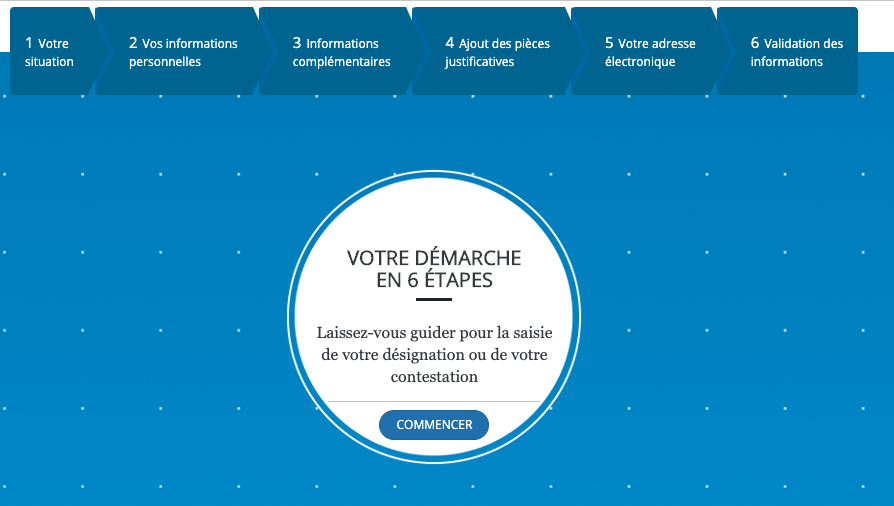 1 Votre
situation
2 Vos informations
personnelles
3 Informations
complémentaires
4 Ajout des pièces
justificatives
5 Votre adresse
électronique
6 Validation des
informations
VOTRE DÉMARCHE
EN 6 ÉTAPES
Laissez-vous guider pour la saisie
de votre désignation ou de votre
contestation
COMMENCER